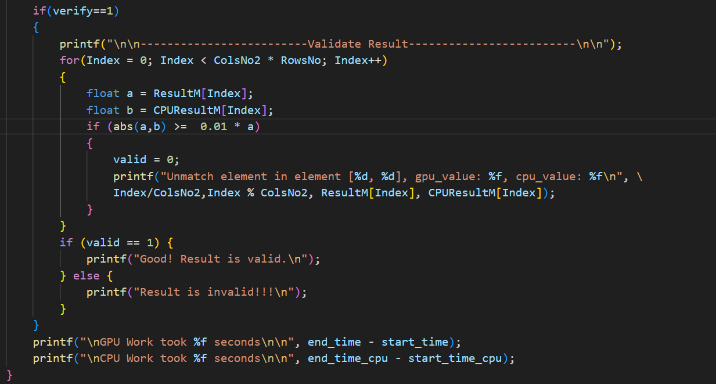 if(verify==1)
{
printf("\n\n-------------------------Validate Result-------------------------\n\n");
for(Index = 0; Index < ColsNo2 * RowsNo; Index++)
{
float a = ResultM[Index];
float b = CPUResultM[Index];
if (abs(a,b) >=  0.01 * a)
{
valid = 0;
printf("Unmatch element in element [%d, %d], gpu_value: %f, cpu_value: %f\n", \
Index/ColsNo2,Index % ColsNo2, ResultM[Index], CPUResultM[Index]);
}
}
if (valid == 1) {
printf("Good! Result is valid.\n");
} else {
printf("Result is invalid!!!\n");
}
}
printf("\nGPU Work took %f seconds\n\n", end_time - start_time);
printf("\nCPU Work took %f seconds\n\n", end_time_cpu - start_time_cpu);
}